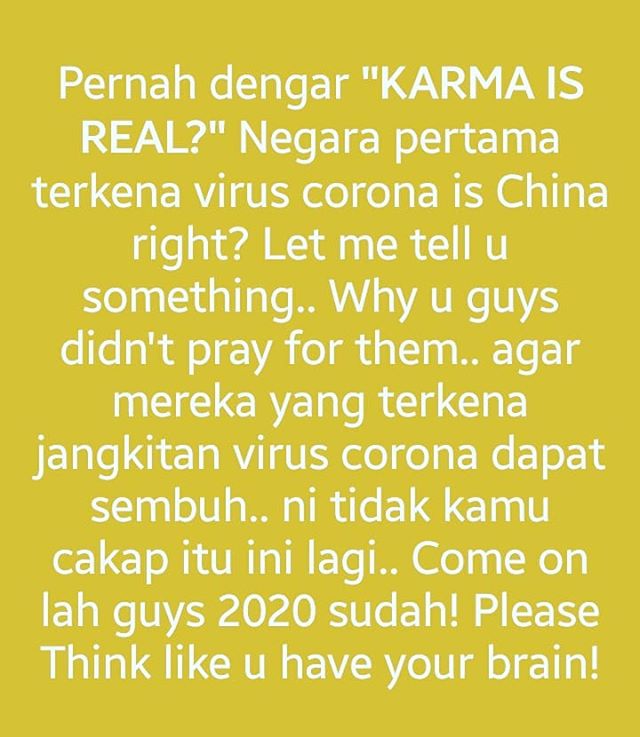 Pernah dengar "KARMA IS
REAL?" Negara pertama
terkena virus corona is China
right? Let me tell u
something.. Why u guys
didn't pray for them.. agar
mereka yang terkena
jangkitan virus corona dapat
sembuh.. ni tidak kamu
cakap itu ini lagi.. Come on
lah guys 2020 sudah! Please
Think like u have your brain!